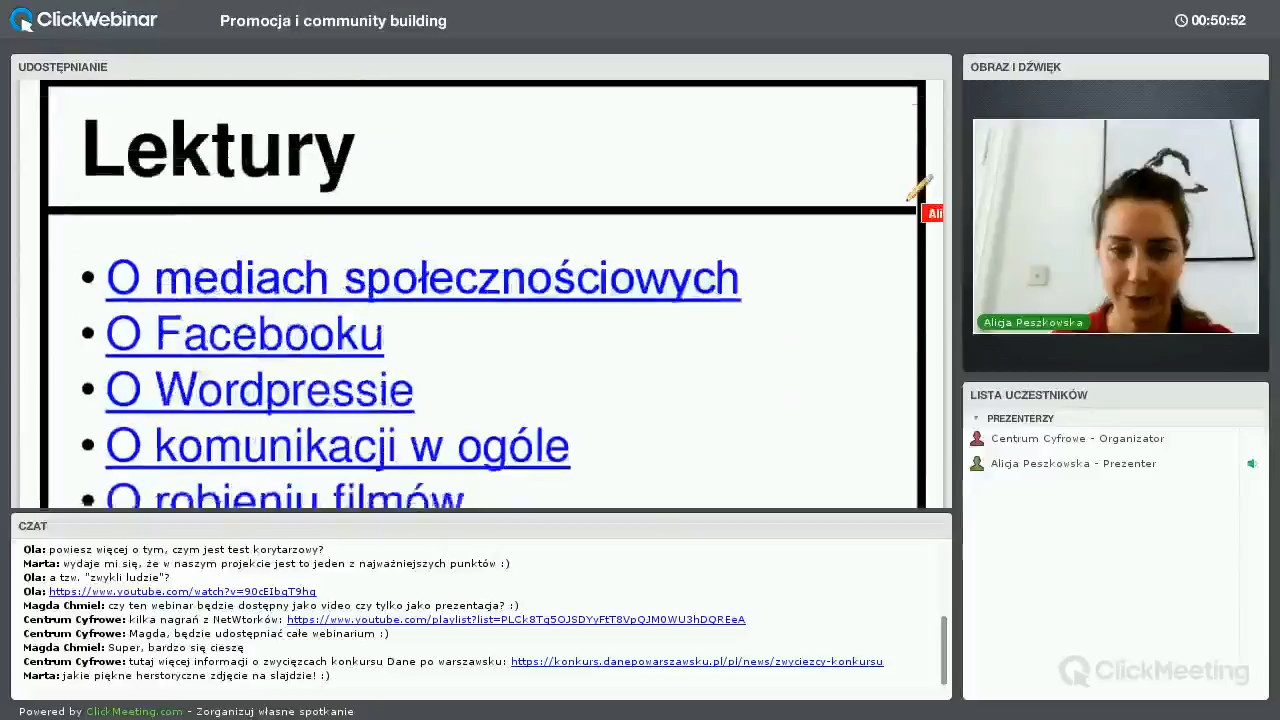 ClickWebinar
Promocja i community building
00:50:52
UDOSTĘPNIANIE
Lektury
Ali
• O mediach społecznościowych
• O Facebooku
• O Wordpressie
• O komunikacji w ogóle
• O robieniu filmów
OBRAZ I DŹWIĘK
Alicja Peszkowska
LISTA UCZESTNIKÓW
PREZENTERZY
Centrum Cyfrowe - Organizator
Alicja Peszkowska - Prezenter
CZAT
Ola: powiesz więcej o tym, czym jest test korytarzowy?
Marta: wydaje mi się, że w naszym projekcie jest to jeden z najważniejszych punktów :)
Ola: a tzw. "zwykli ludzie"?
Ola: https://www.youtube.com/watch?v=90cEIbqT9hg
Magda Chmiel: czy ten webinar będzie dostępny jako video czy tylko jako prezentacja? :)
Centrum Cyfrowe: kilka nagrań z NetWtorków: https://www.youtube.com/playlist?list=PLCk8Tg5OJSDYyFtT8VpQJM0WU3hDQREeA
Centrum Cyfrowe: Magda, będzie udostępniać całe webinarium :)
Magda Chmiel: Super, bardzo się cieszę
Centrum Cyfrowe: tutaj więcej informacji o zwycięzcach konkursu Dane po warszawsku: https://konkurs.danepowarszawsku.pl/pl/news/zwyciezcy-konkursu
Marta: jakie piękne herstoryczne zdjęcie na slajdzie! :)
ClickMeeting
Powered by ClickMeeting.com - Zorganizuj własne spotkanie